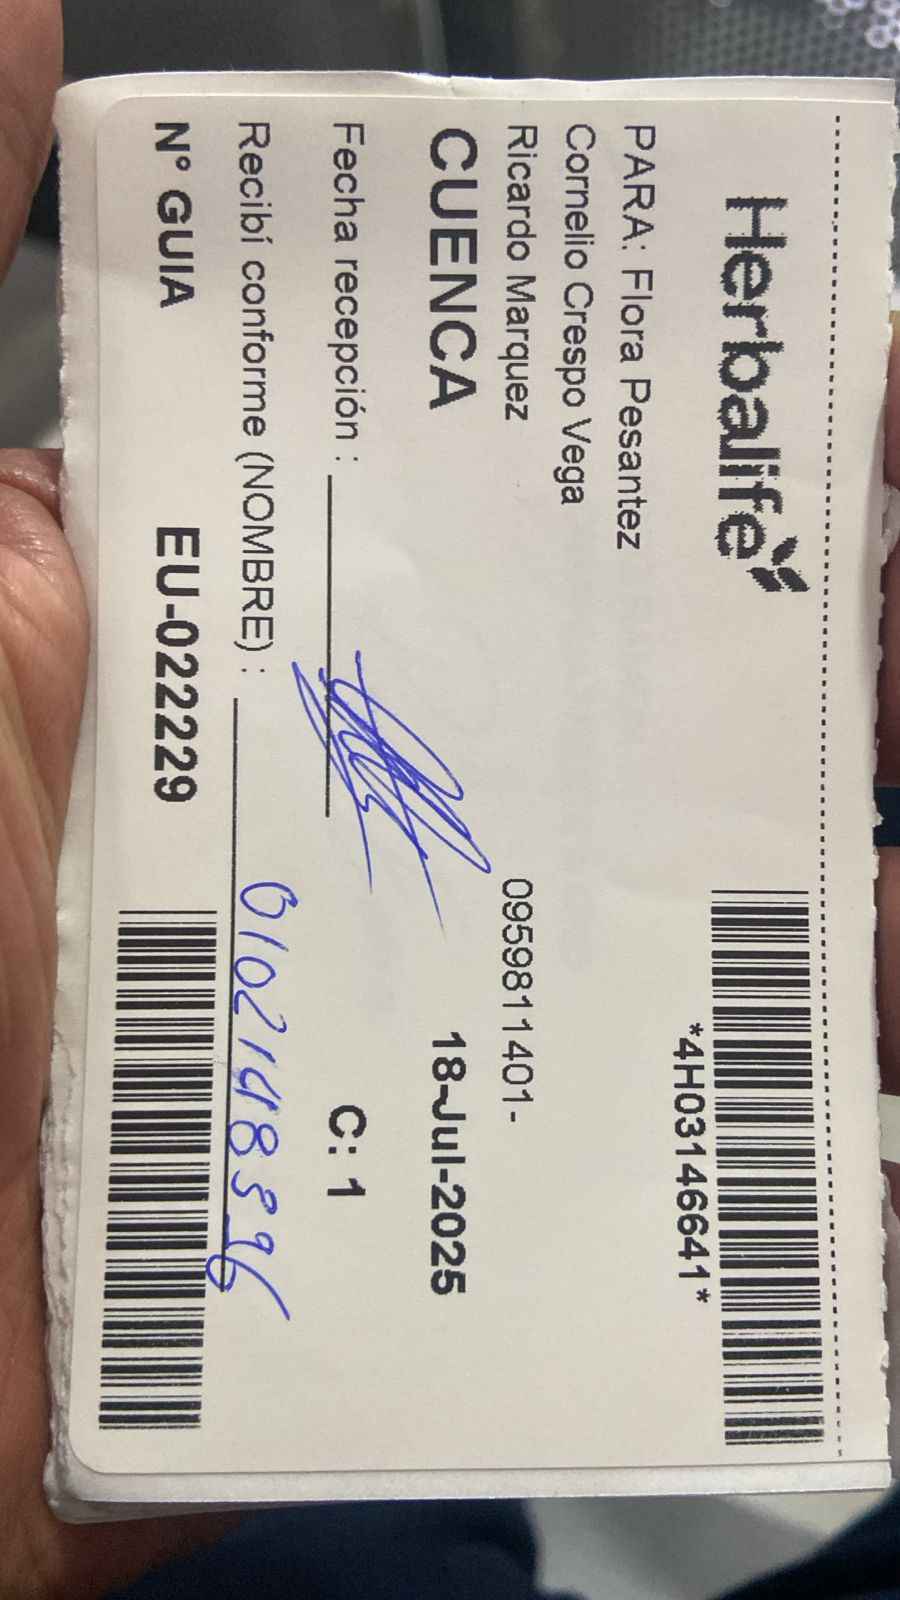 Herbalife
*4H03146641*
PARA: Flora Pesantez
Cornelio Crespo Vega
Ricardo Marquez 0959811401-
CUENCA 18-Jul-2025
Fecha recepción :
C: 1
Recibí conforme (NOMBRE) : 0102148396
N° GUIA EU-022229